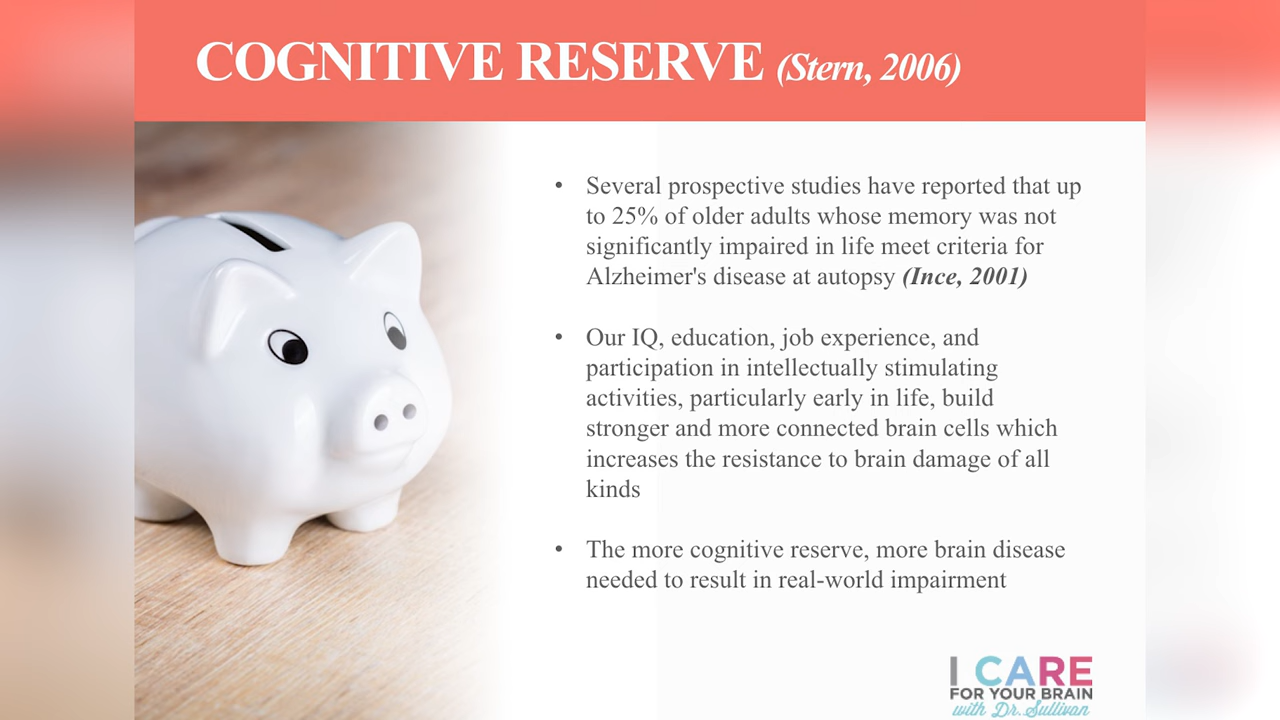 COGNITIVE RESERVE (Stern, 2006)
• Several prospective studies have reported that up
to 25% of older adults whose memory was not
significantly impaired in life meet criteria for
Alzheimer's disease at autopsy (Ince, 2001)
• Our IQ, education, job experience, and
participation in intellectually stimulating
activities, particularly early in life, build
stronger and more connected brain cells which
increases the resistance to brain damage of all
kinds
• The more cognitive reserve, more brain disease
needed to result in real-world impairment
I CARE
FOR YOUR BRAIN
with Dr. Sullivan